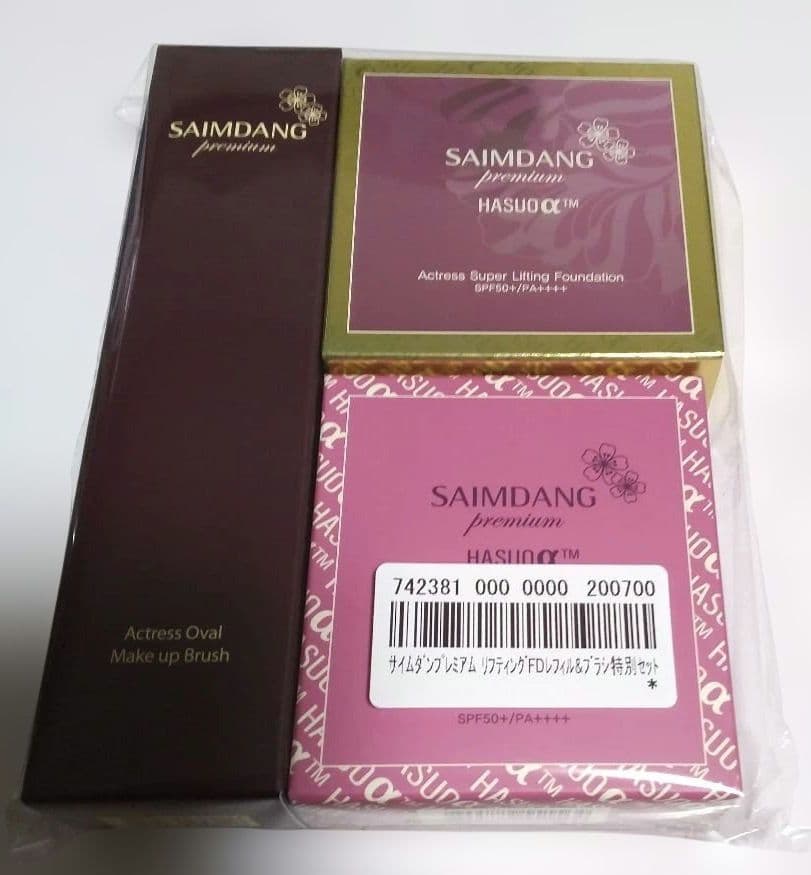 SAIMDANG
premium
Actress Oval
Make up Brush
SAIMDANG
premium
HASUOα™
Actress Super Lifting Foundation
SPF50+/PA++++
SAIMDANG
premium
HASUOα™
742381 000 0000 200700
ｻｲﾑﾀﾞﾝﾌﾟﾚﾐｱﾑ ﾘﾌﾃｨﾝｸﾞFDﾚﾌｨﾙ&ﾌﾞﾗｼ特別ｾｯﾄ
*
SPF50+/PA++++